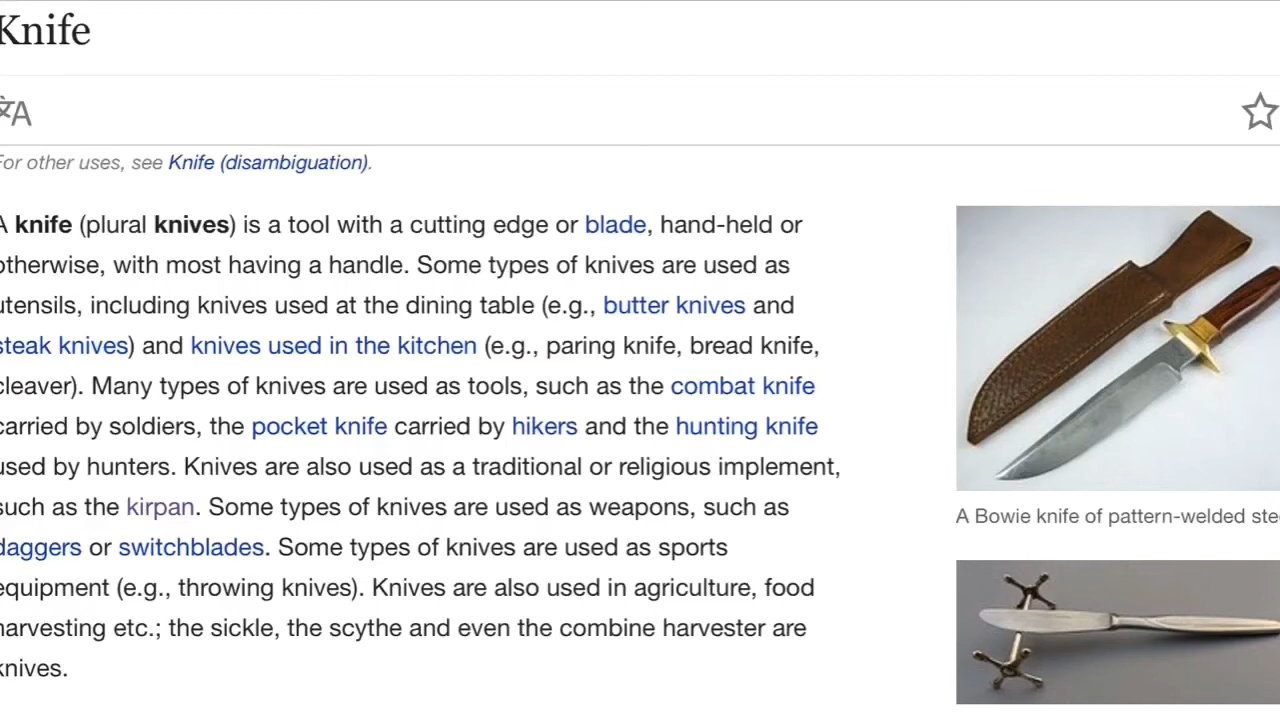 Knife
文A
For other uses, see Knife (disambiguation).
A knife (plural knives) is a tool with a cutting edge or blade, hand-held or
otherwise, with most having a handle. Some types of knives are used as
utensils, including knives used at the dining table (e.g., butter knives and
steak knives) and knives used in the kitchen (e.g., paring knife, bread knife,
cleaver). Many types of knives are used as tools, such as the combat knife
carried by soldiers, the pocket knife carried by hikers and the hunting knife
used by hunters. Knives are also used as a traditional or religious implement,
such as the kirpan. Some types of knives are used as weapons, such as
daggers or switchblades. Some types of knives are used as sports
equipment (e.g., throwing knives). Knives are also used in agriculture, food
harvesting etc.; the sickle, the scythe and even the combine harvester are
knives.
A Bowie knife of pattern-welded stee